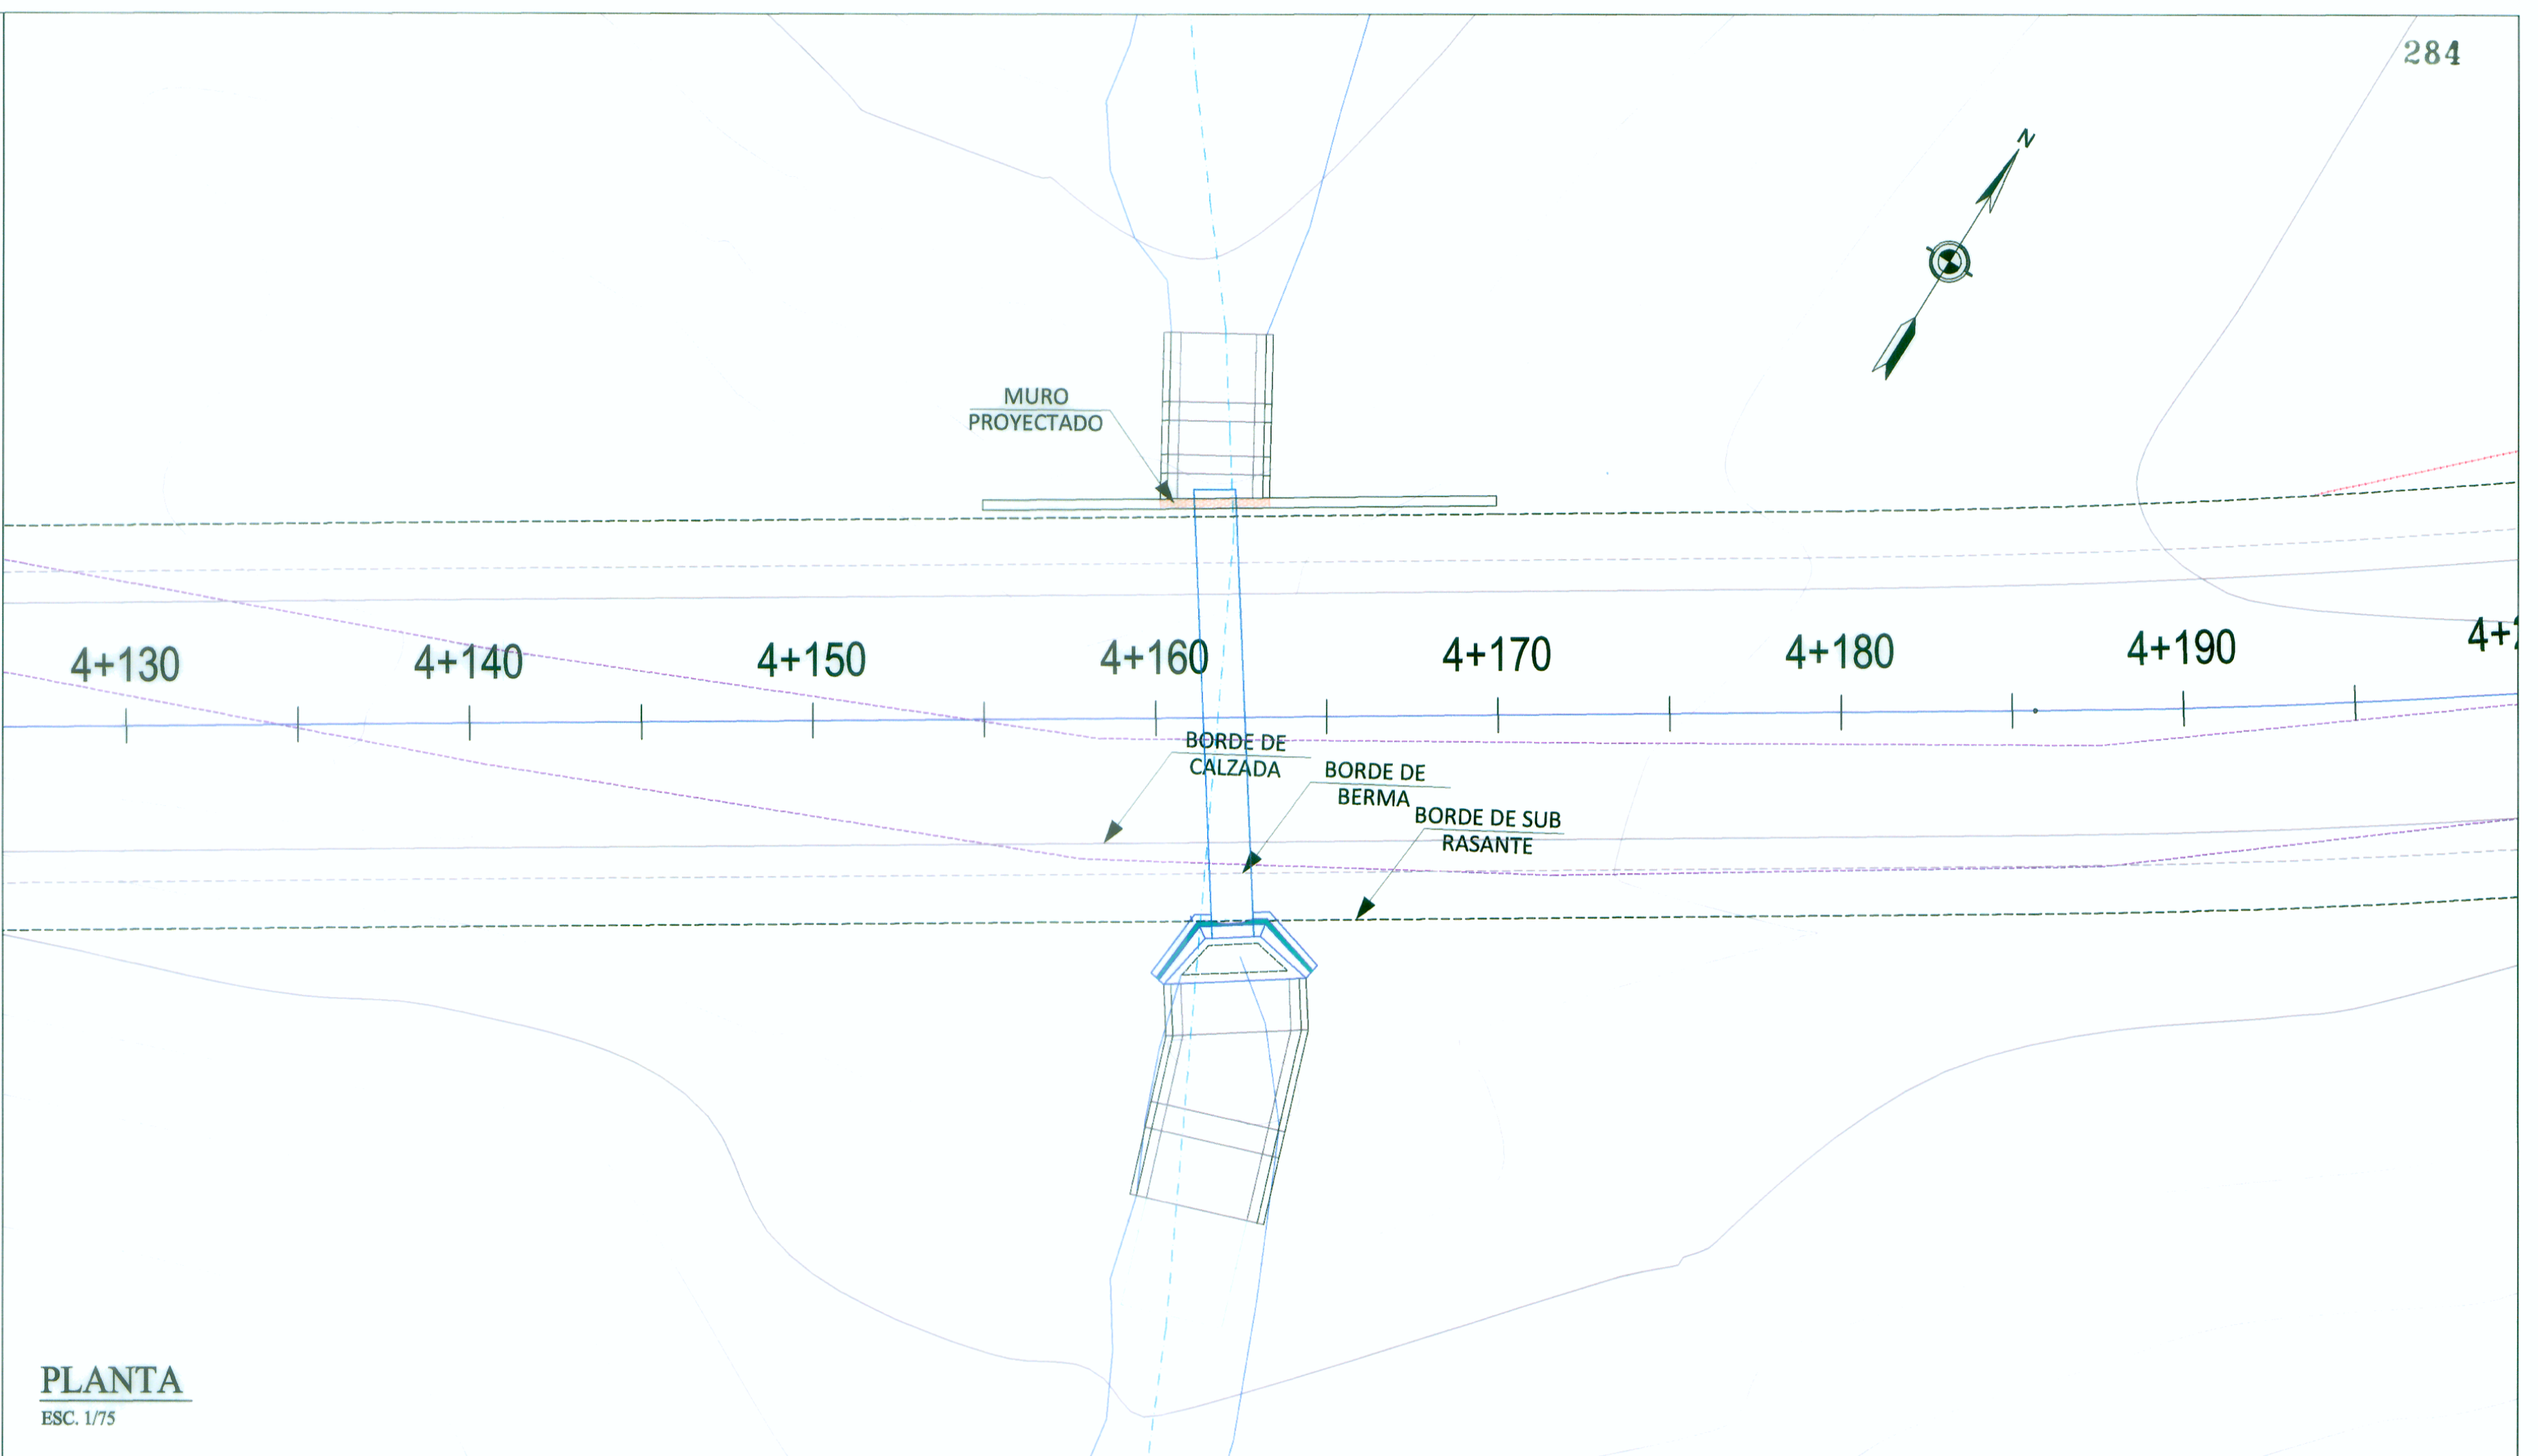 284
N
MURO
PROYECTADO
4+130
4+140
4+150
4+160
4+170
4+180
4+190
BORDE DE
CALZADA
BORDE DE
BERMA
BORDE DE SUB
RASANTE
PLANTA
ESC. 1/75